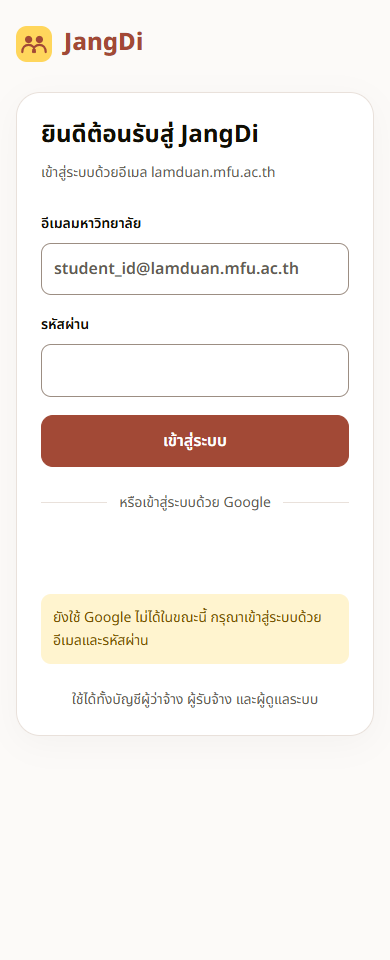 JangDi
ยินดีต้อนรับสู่ JangDi
เข้าสู่ระบบด้วยอีเมล lamduan.mfu.ac.th
อีเมลมหาวิทยาลัย
student_id@lamduan.mfu.ac.th
รหัสผ่าน
เข้าสู่ระบบ
หรือเข้าสู่ระบบด้วย Google
ยังใช้ Google ไม่ได้ในขณะนี้ กรุณาเข้าสู่ระบบด้วย
อีเมลและรหัสผ่าน
ใช้ได้ทั้งบัญชีผู้ว่าจ้าง ผู้รับจ้าง และผู้ดูแลระบบ